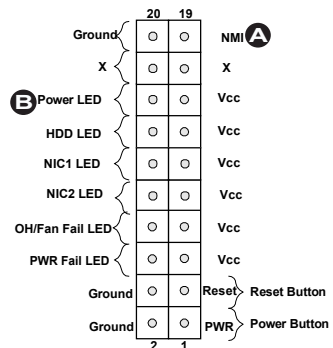 20 19
Ground NMI A
X X
B Power LED Vcc
HDD LED Vcc
NIC1 LED Vcc
NIC2 LED Vcc
OH/Fan Fail LED Vcc
PWR Fail LED Vcc
Ground Reset Reset Button
Ground PWR Power Button
2 1